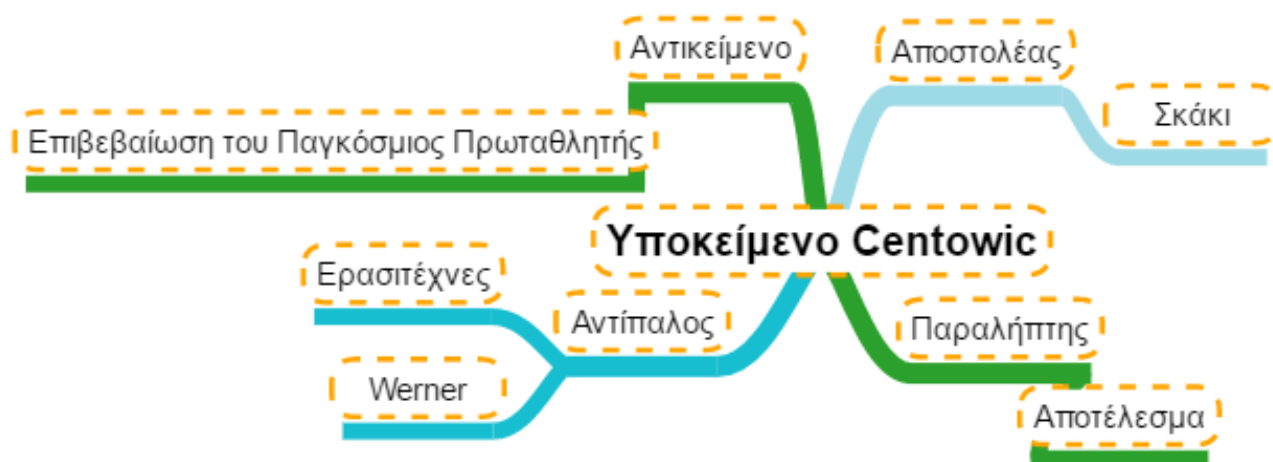 Αντικείμενο
Αποστολέας
Σκάκι
Επιβεβαίωση του Παγκόσμιος Πρωταθλητής
Υποκείμενο Centowic
Ερασιτέχνες
Αντίπαλος
Παραλήπτης
Werner
Αποτέλεσμα